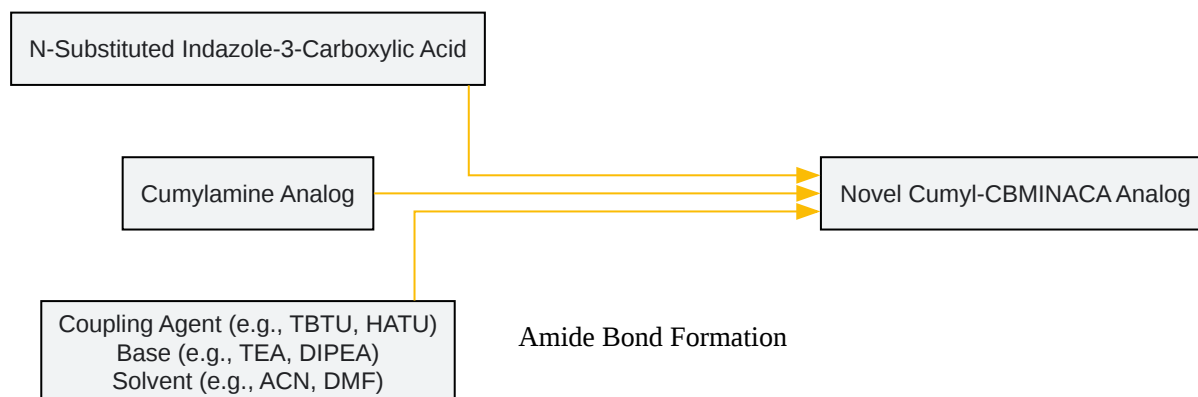 N-Substituted Indazole-3-Carboxylic Acid
Cumylamine Analog
Novel Cumyl-CBMINACA Analog
Coupling Agent (e.g., TBTU, HATU)
Base (e.g., TEA, DIPEA)
Solvent (e.g., ACN, DMF)
Amide Bond Formation